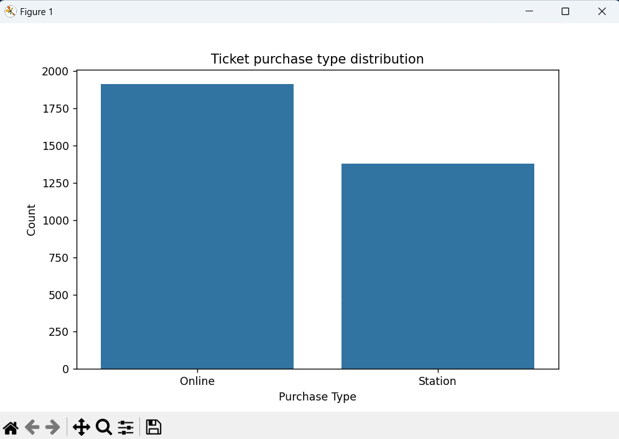 Figure 1
Ticket purchase type distribution
2000
1750
1500
1250
1000
750
500
250
0
Count
Online Station
Purchase Type